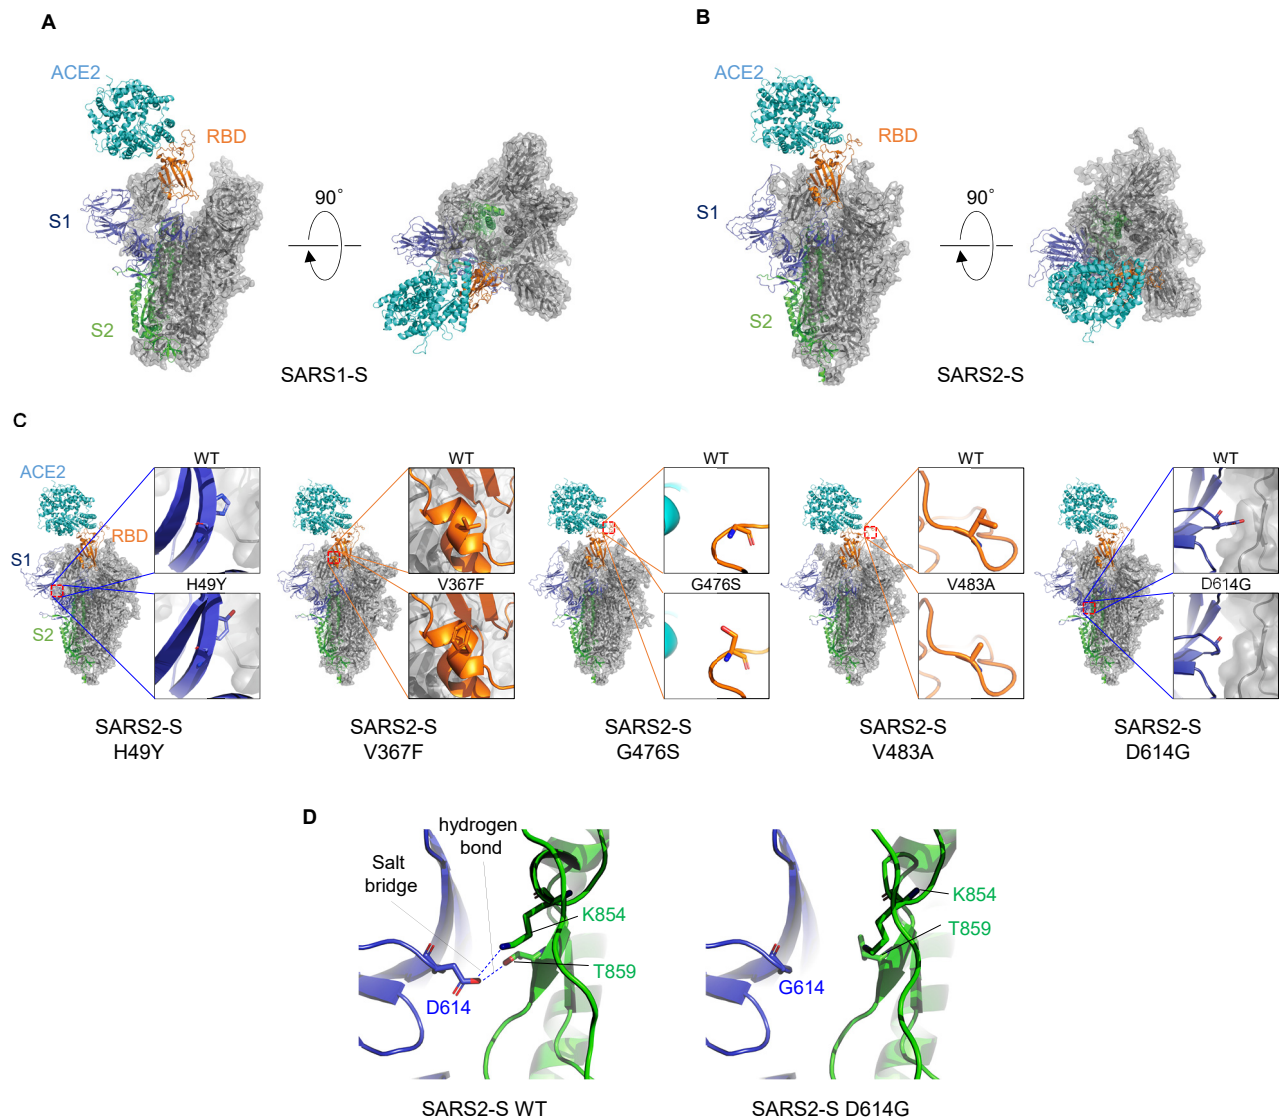 A
ACE2
RBD
S1
S2
90°
SARS1-S
B
ACE2
RBD
S1
S2
90°
SARS2-S
C
ACE2
RBD
S1
S2
WT
H49Y
SARS2-S
H49Y
WT
V367F
SARS2-S
V367F
WT
G476S
SARS2-S
G476S
WT
V483A
SARS2-S
V483A
WT
D614G
SARS2-S
D614G
D
hydrogen
bond
Salt
bridge
K854
T859
D614
SARS2-S WT
K854
T859
G614
SARS2-S D614G